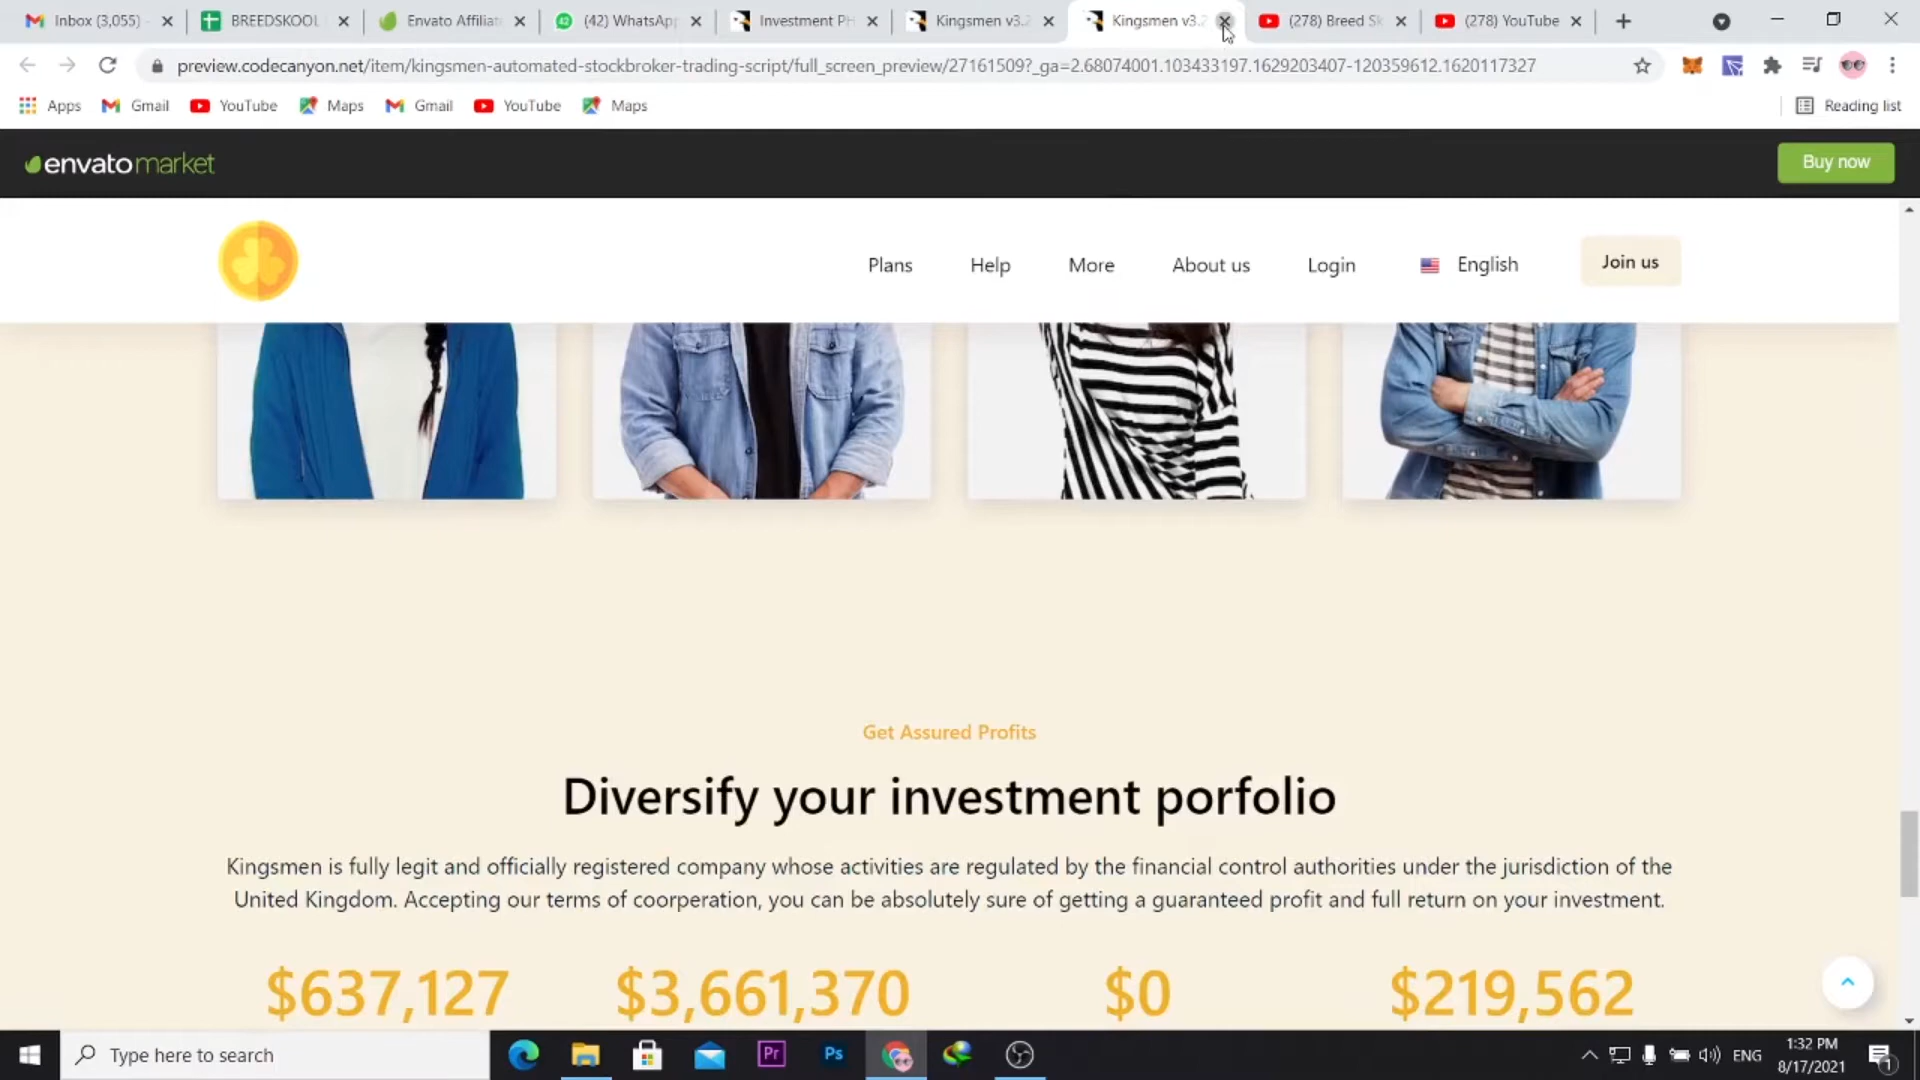 Inbox (3,055)
BREEDSKOOL
Envato Affiliat
(42) WhatsApp
Investment PH
Kingsmen v3.2
Kingsmen v3.2
(278) Breed Sk
(278) YouTube
preview.codecanyon.net/item/kingsmen-automated-stockbroker-trading-script/full_screen_preview/27161509?_ga=2.68074001.103433197.1629203407-120359612.1620117327
Apps
Gmail
YouTube
Maps
Gmail
YouTube
Maps
Reading list
envatomarket
Buy now
Plans
Help
More
About us
Login
English
Join us
Get Assured Profits
Diversify your investment porfolio
Kingsmen is fully legit and officially registered company whose activities are regulated by the financial control authorities under the jurisdiction of the
United Kingdom. Accepting our terms of coorperation, you can be absolutely sure of getting a guaranteed profit and full return on your investment.
$637,127
$3,661,370
$0
$219,562
Type here to search
Pr
Ps
ENG
1:32 PM
8/17/2021
1